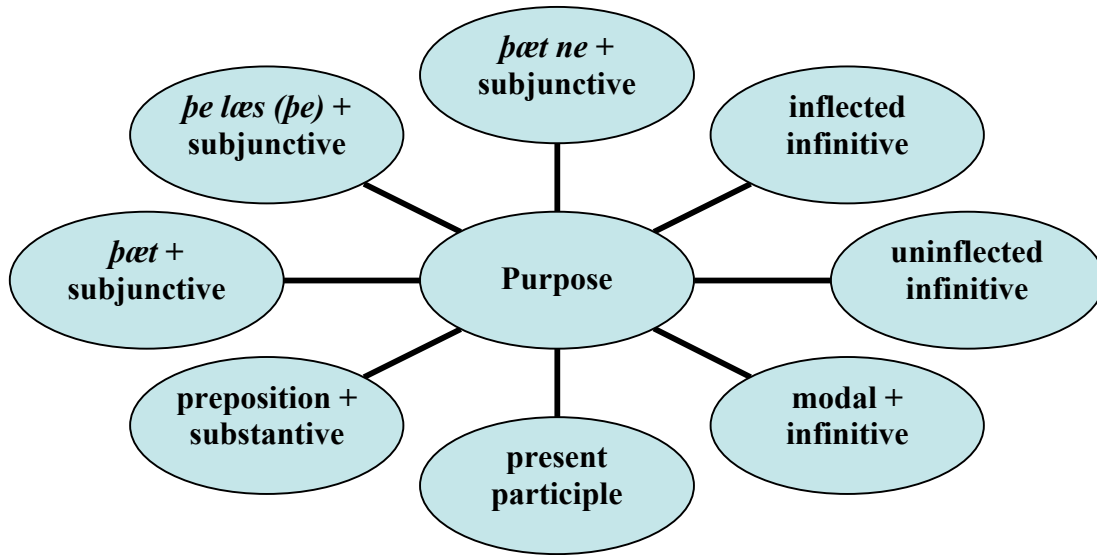 þæt ne +
subjunctive
þe læs (þe) +
subjunctive
inflected
infinitive
þæt +
subjunctive
Purpose
uninflected
infinitive
preposition +
substantive
modal +
infinitive
present
participle